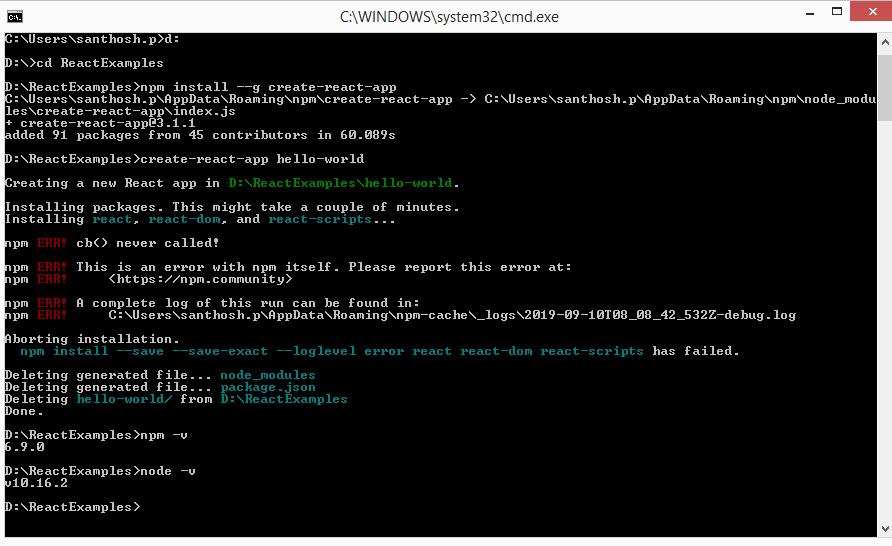 C:\WINDOWS\system32\cmd.exe
C:\Users\santhosh.p>d:
D:\>cd ReactExamples
D:\ReactExamples>npm install --g create-react-app
C:\Users\santhosh.p\AppData\Roaming\npm\create-react-app -> C:\Users\santhosh.p\AppData\Roaming\npm\node_modu
les\create-react-app\index.js
+ create-react-app@3.1.1
added 91 packages from 45 contributors in 60.089s
D:\ReactExamples>create-react-app hello-world
Creating a new React app in D:\ReactExamples\hello-world.
Installing packages. This might take a couple of minutes.
Installing react, react-dom, and react-scripts...
npm ERR! cb() never called!
npm ERR! This is an error with npm itself. Please report this error at:
npm ERR!     <https://npm.community>
npm ERR! A complete log of this run can be found in:
npm ERR!     C:\Users\santhosh.p\AppData\Roaming\npm-cache\_logs\2019-09-10T08_08_42_532Z-debug.log
Aborting installation.
  npm install --save --save-exact --loglevel error react react-dom react-scripts has failed.
Deleting generated file... node_modules
Deleting generated file... package.json
Deleting hello-world/ from D:\ReactExamples
Done.
D:\ReactExamples>npm -v
6.9.0
D:\ReactExamples>node -v
v10.16.2
D:\ReactExamples>